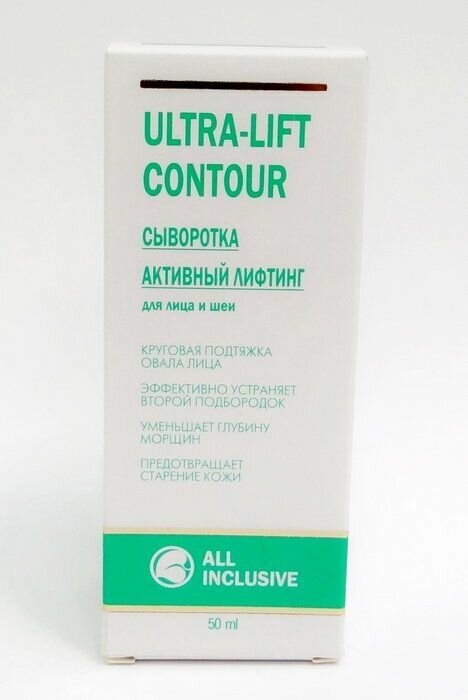 ULTRA-LIFT
CONTOUR
СЫВОРОТКА
АКТИВНЫЙ ЛИФТИНГ
для лица и шеи
КРУГОВАЯ ПОДТЯЖКА
ОВАЛА ЛИЦА
ЭФФЕКТИВНО УСТРАНЯЕТ
ВТОРОЙ ПОДБОРОДОК
УМЕНЬШАЕТ ГЛУБИНУ
МОРЩИН
ПРЕДОТВРАЩАЕТ
СТАРЕНИЕ КОЖИ
ALL
INCLUSIVE
50 ml